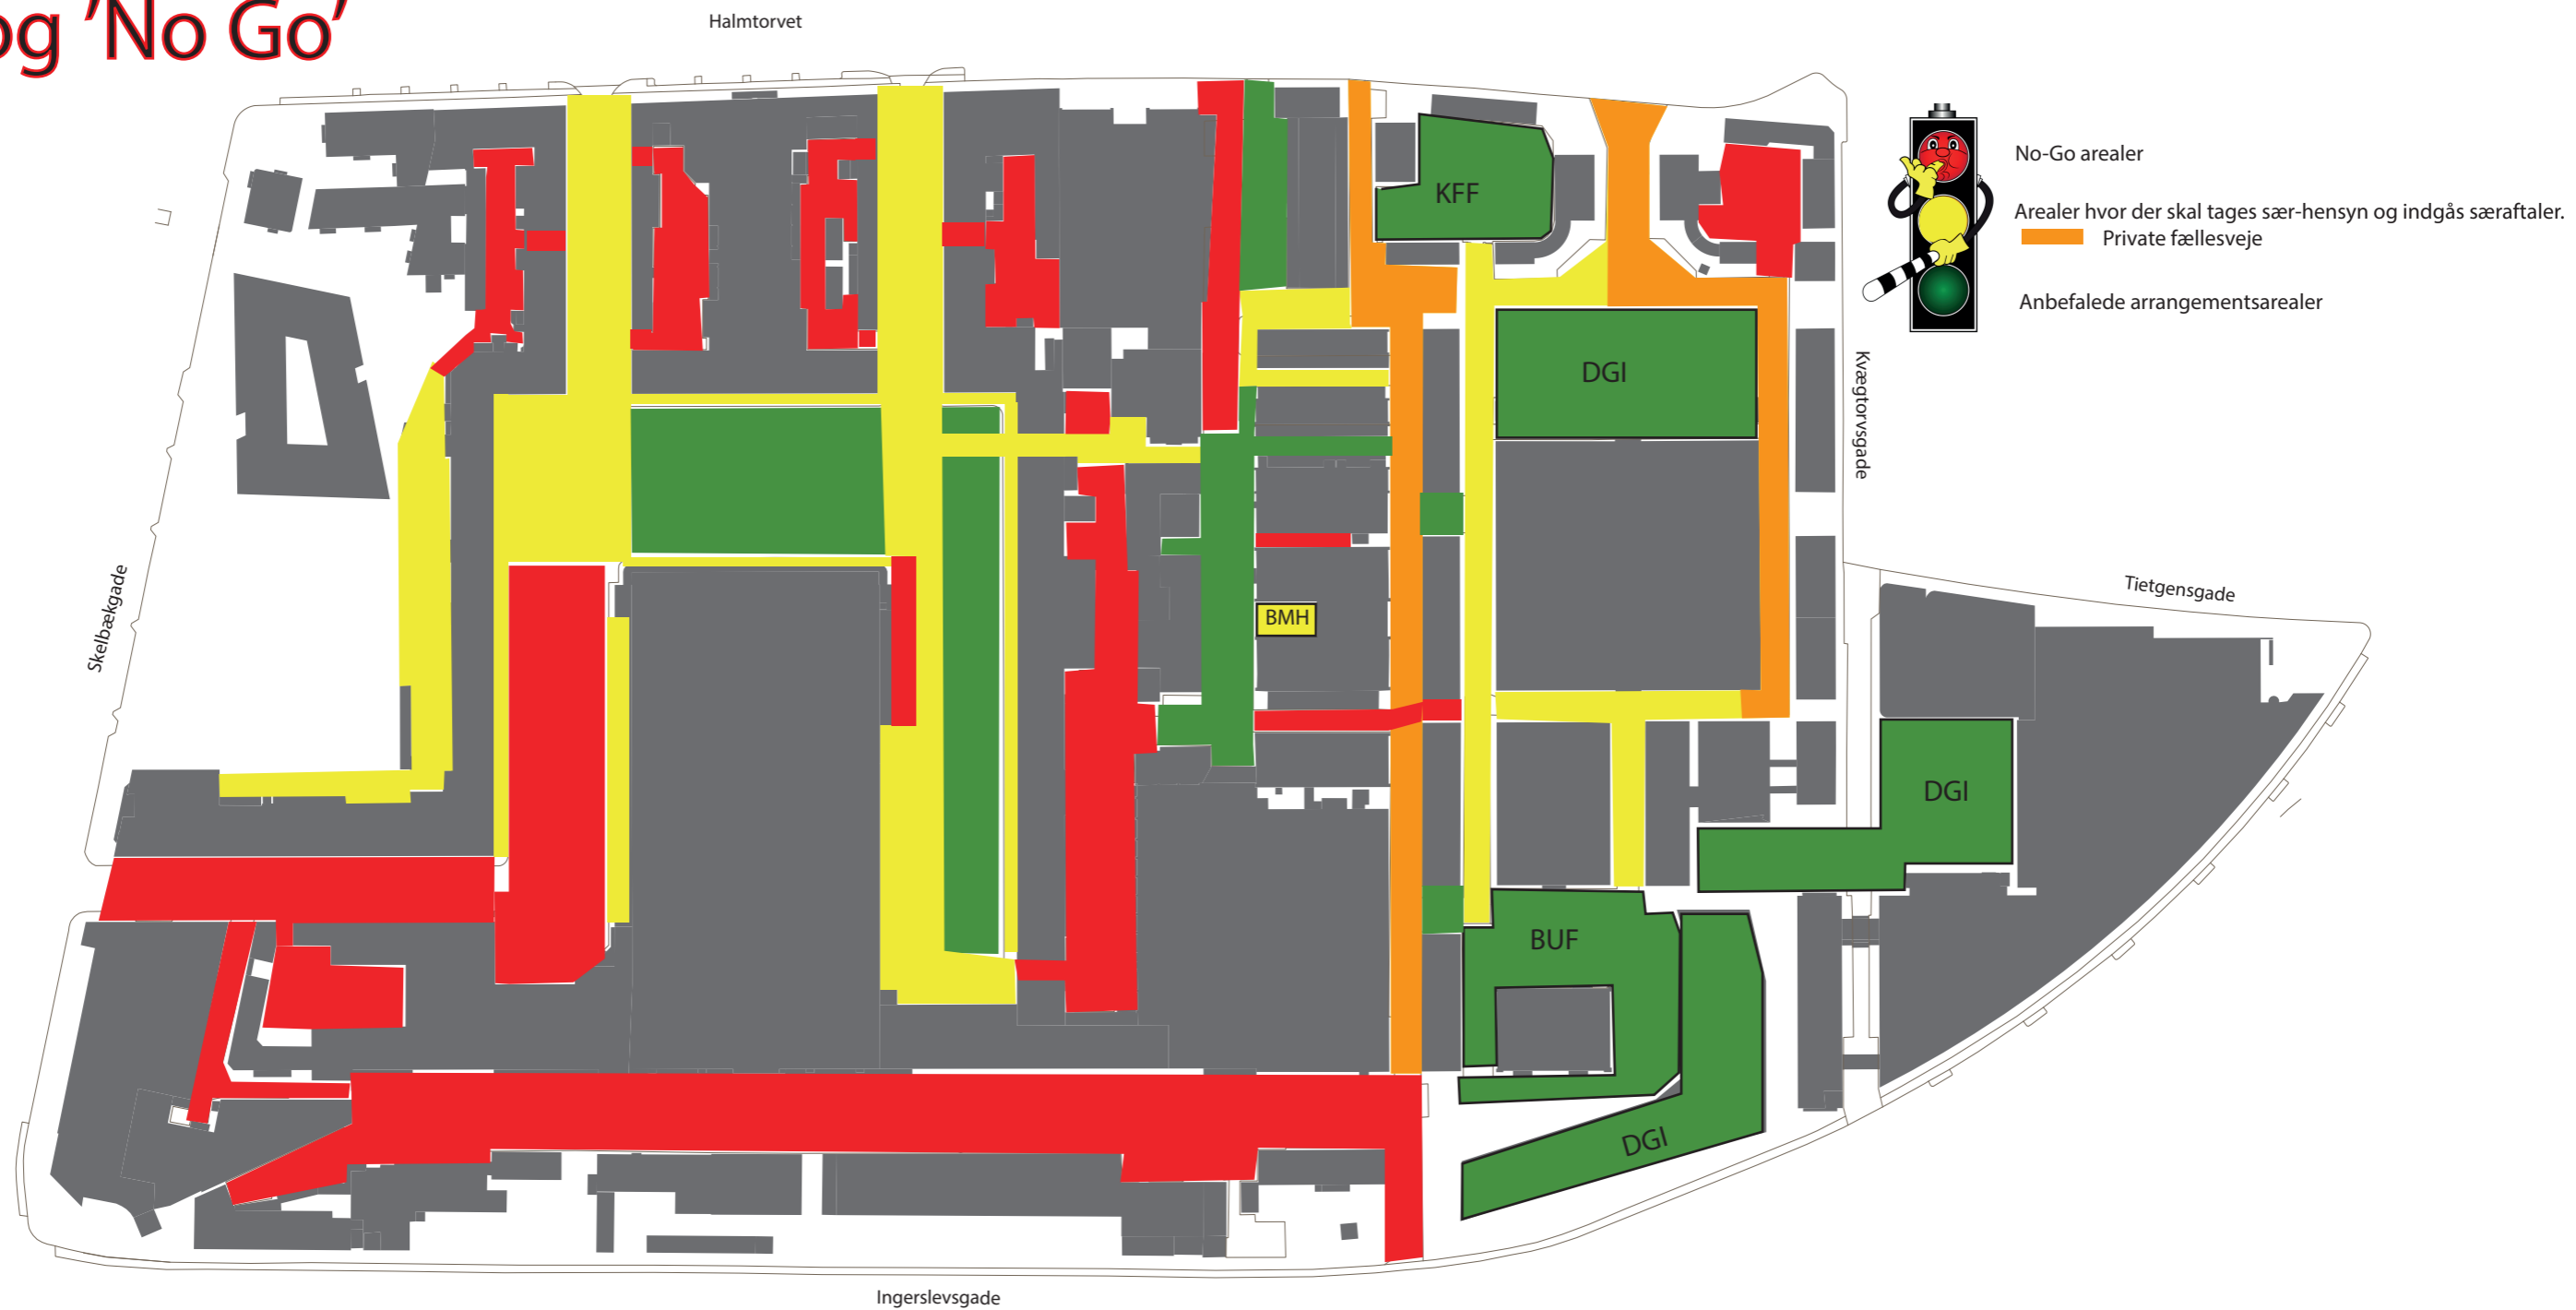 og 'No Go'
Halmtorvet
No-Go arealer
Arealer hvor der skal tages sær-hensyn og indgås særaftaler.
Private fællesveje
Anbefalede arrangementsarealer
KFF
DGI
Kvægtorvsgade
Tietgensgade
Skelbækgade
BMH
DGI
BUF
DGI
Ingerslevsgade